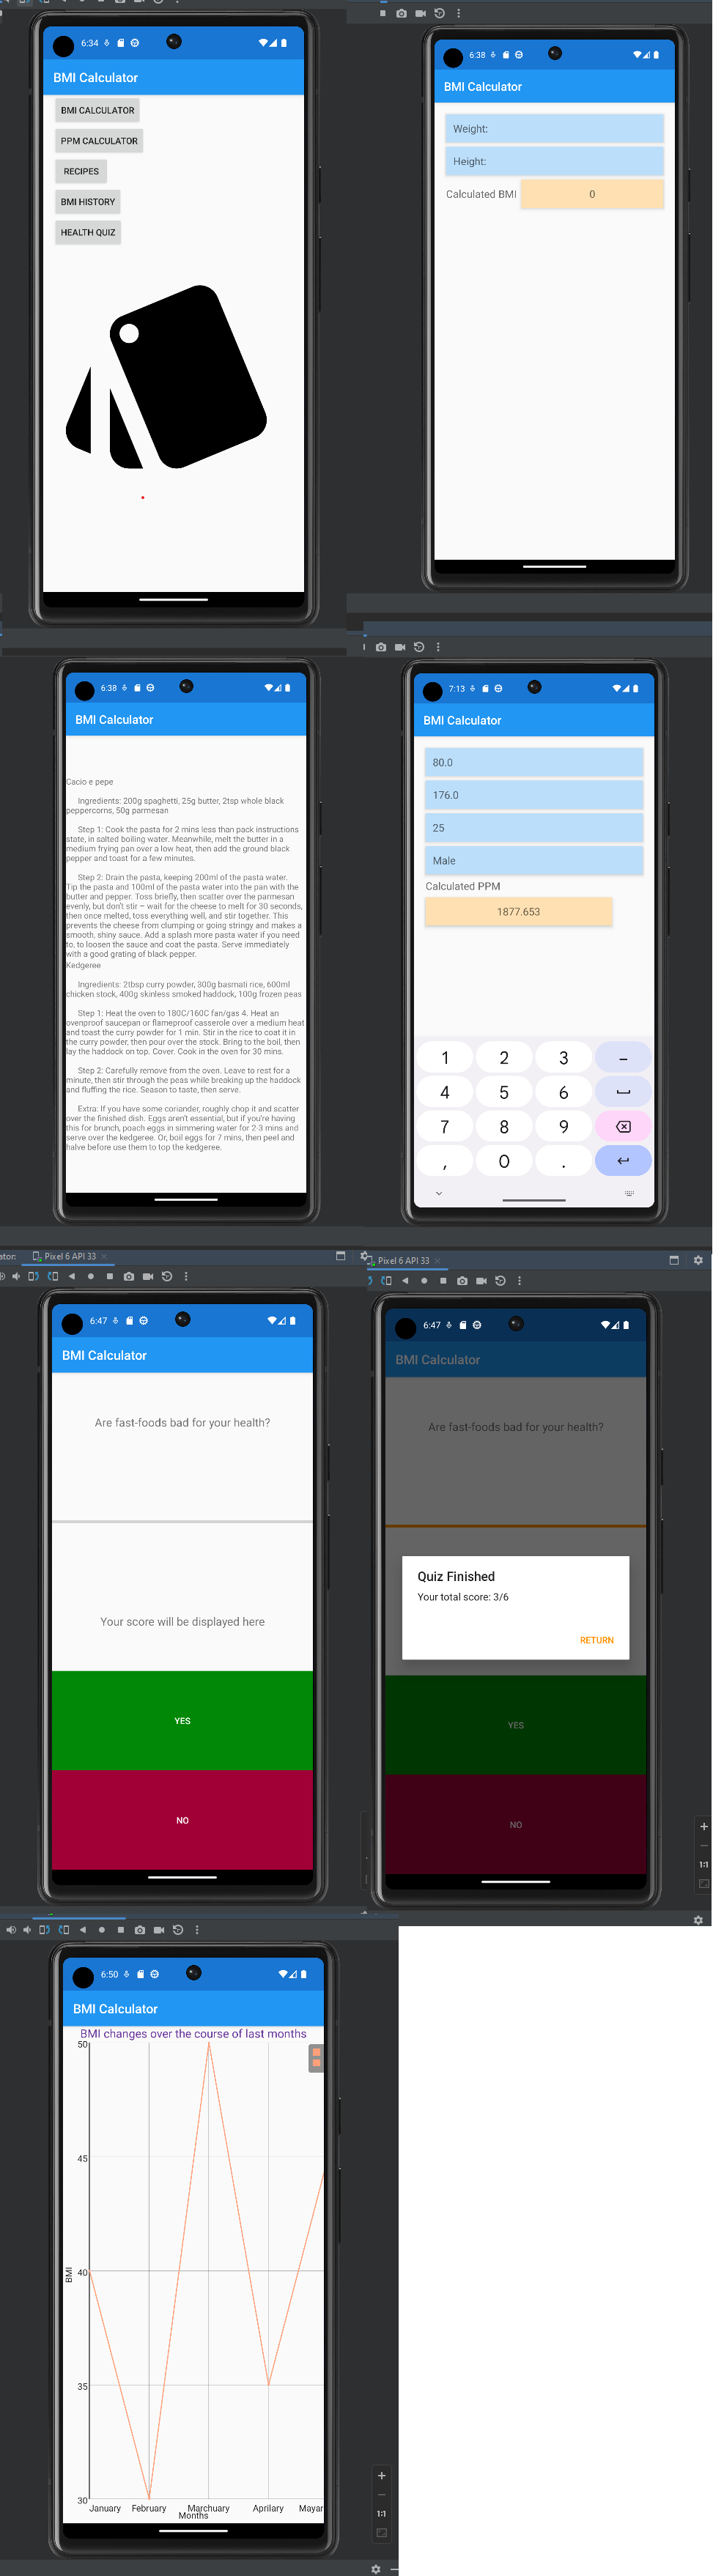 6:34
BMI Calculator
BMI CALCULATOR
PPM CALCULATOR
RECIPES
BMI HISTORY
HEALTH QUIZ
6:38
BMI Calculator
Weight:
Height:
Calculated BMI 0
6:38
BMI Calculator
Cacio e pepe
Ingredients: 200g spaghetti, 25g butter, 2tsp whole black
peppercorns, 50g parmesan
Step 1: Cook the pasta for 2 mins less than pack instructions
state, in salted boiling water. Meanwhile, melt the butter in a
medium frying pan over a low heat, then add the ground black
pepper and toast for a few minutes.
Step 2: Drain the pasta, keeping 200ml of the pasta water.
Tip the pasta and 100ml of the pasta water into the pan with the
butter and pepper. Toss briefly, then scatter over the parmesan
evenly, but don't stir – wait for the cheese to melt for 30 seconds,
then once melted, toss everything well, and stir together. This
prevents the cheese from clumping or going stringy and makes a
smooth, shiny sauce. Add a splash more pasta water if you need
to, to loosen the sauce and coat the pasta. Serve immediately
with a good grating of black pepper.
Kedgeree
Ingredients: 2tbsp curry powder, 300g basmati rice, 600ml
chicken stock, 400g skinless smoked haddock, 100g frozen peas
Step 1: Heat the oven to 180C/160C fan/gas 4. Heat an
ovenproof saucepan or flameproof casserole over a medium heat
and toast the curry powder for 1 min. Stir in the rice to coat it in
the curry powder, then pour over the stock. Bring to the boil, then
lay the haddock on top. Cover. Cook in the oven for 30 mins.
Step 2: Carefully remove from the oven. Leave to rest for a
minute, then stir through the peas while breaking up the haddock
and fluffing the rice. Season to taste, then serve.
Extra: If you have some coriander, roughly chop it and scatter
over the finished dish. Eggs aren't essential, but if you're having
this for brunch, poach eggs in simmering water for 2-3 mins and
serve over the kedgeree. Or, boil eggs for 7 mins, then peel and
halve before use them to top the kedgeree.
7:13
BMI Calculator
80.0
176.0
25
Male
Calculated PPM
1877.653
1 2 3 –
4 5 6
7 8 9
, 0 .
ator: Pixel 6 API 33
6:47
BMI Calculator
Are fast-foods bad for your health?
Your score will be displayed here
YES
NO
Pixel 6 API 33
6:47
BMI Calculator
Are fast-foods bad for your health?
Quiz Finished
Your total score: 3/6
RETURN
YES
NO
1:1
6:50
BMI Calculator
BMI changes over the course of last months
50
45
40
BMI
35
30
January February Marchuary Aprilary Mayar
Months
1:1